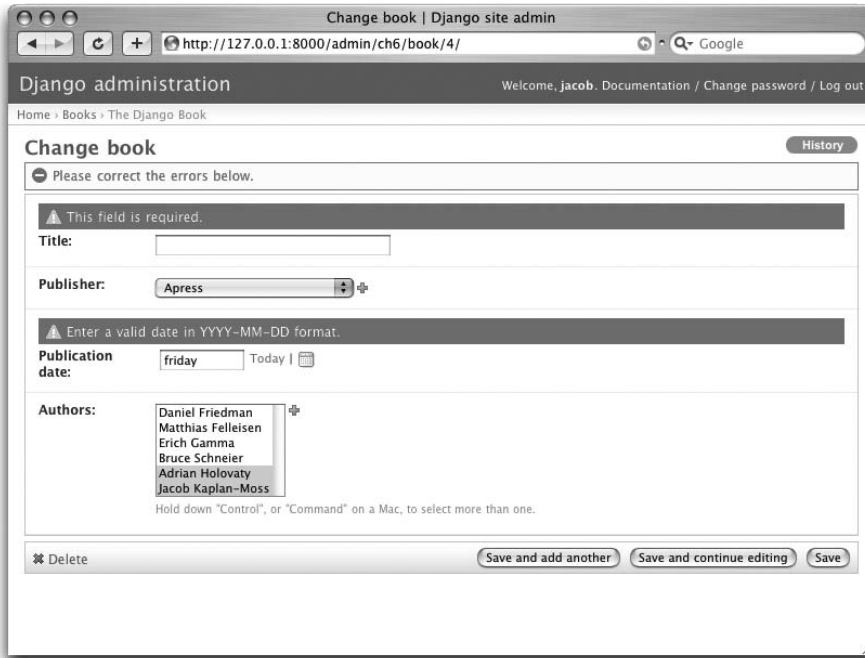 Change book | Django site admin
http://127.0.0.1:8000/admin/ch6/book/4/
Google
Django administration
Welcome, jacob. Documentation / Change password / Log out
Home › Books › The Django Book
Change book
History
Please correct the errors below.
This field is required.
Title:
Publisher:
Apress
Enter a valid date in YYYY-MM-DD format.
Publication
date:
friday
Today |
Authors:
Daniel Friedman
Matthias Felleisen
Erich Gamma
Bruce Schneier
Adrian Holovaty
Jacob Kaplan-Moss
Hold down "Control", or "Command" on a Mac, to select more than one.
Delete
Save and add another
Save and continue editing
Save